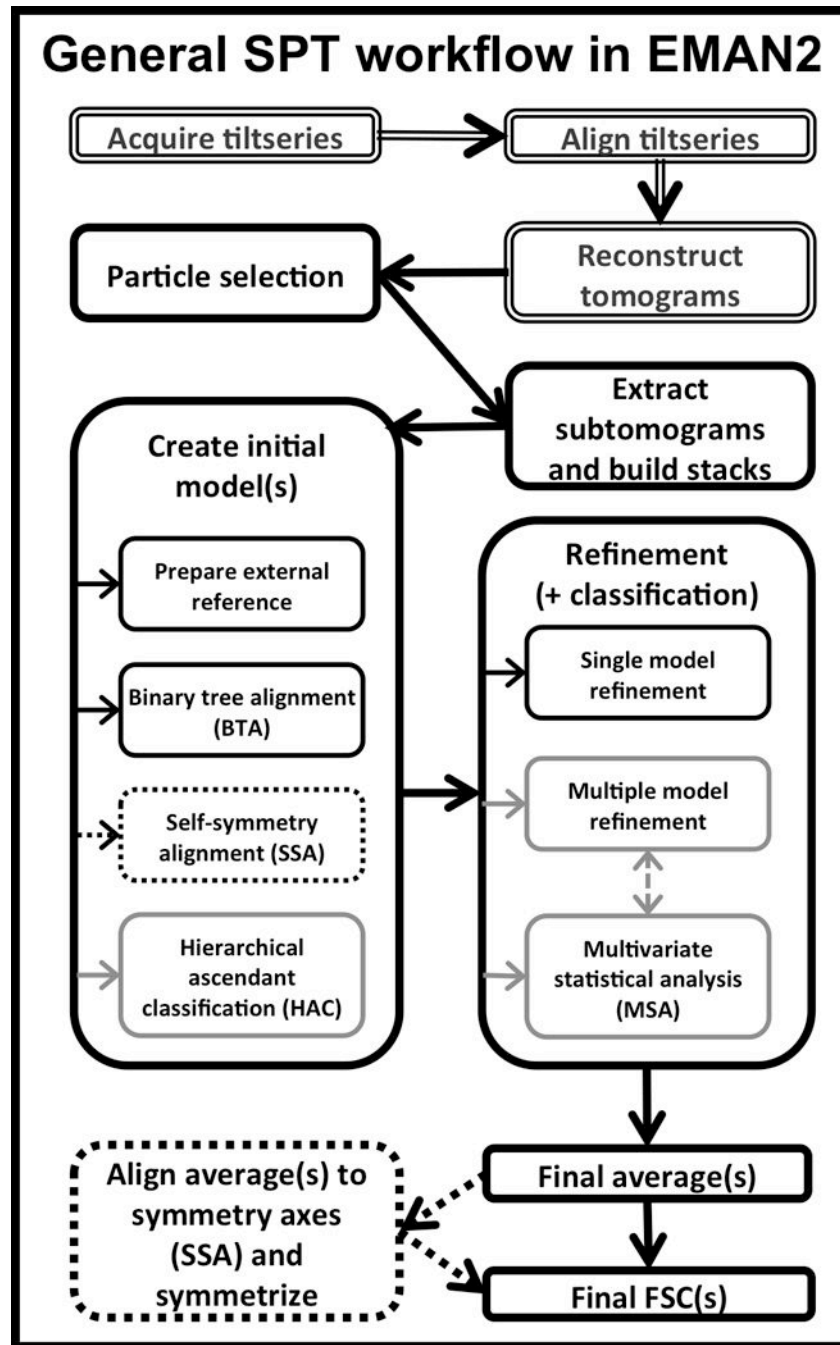 General SPT workflow in EMAN2
Acquire tiltseries
Align tiltseries
Reconstruct
tomograms
Particle selection
Extract
subtomograms
and build stacks
Create initial
model(s)
Prepare external
reference
Binary tree alignment
(BTA)
Self-symmetry
alignment (SSA)
Hierarchical
ascendant
classification (HAC)
Refinement
(+ classification)
Single model
refinement
Multiple model
refinement
Multivariate
statistical analysis
(MSA)
Final average(s)
Align average(s) to
symmetry axes
(SSA) and
symmetrize
Final FSC(s)